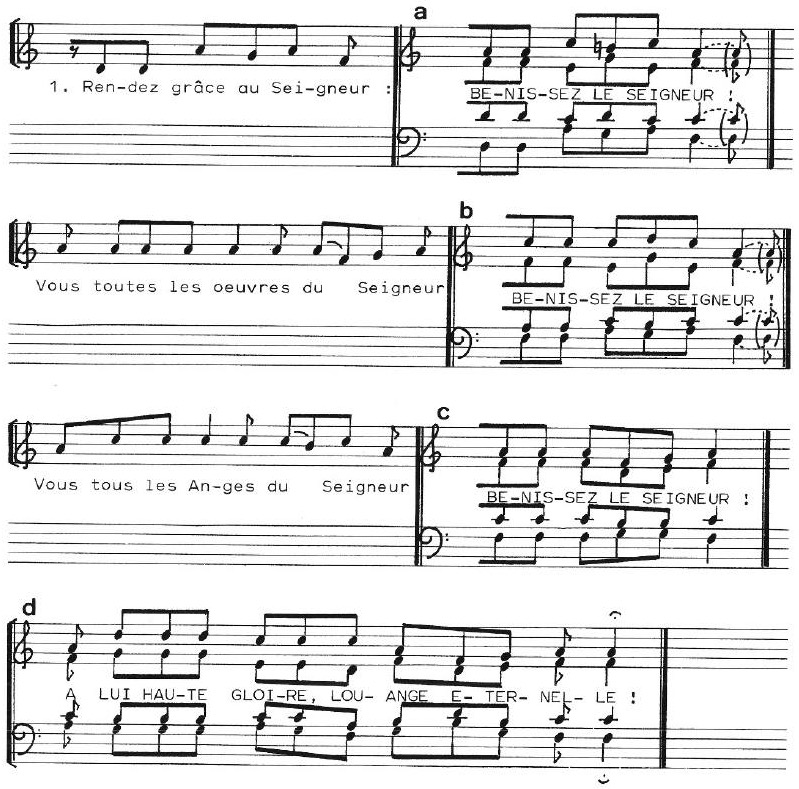 a
1. Ren-dez grâce au Sei-gneur : BE-NIS-SEZ LE SEIGNEUR !
b
Vous toutes les oeuvres du Seigneur BE-NIS-SEZ LE SEIGNEUR !
c
Vous tous les An-ges du Seigneur BE-NIS-SEZ LE SEIGNEUR !
d
A LUI HAU-TE GLOI-RE, LOU- ANGE E- TER- NEL- LE !